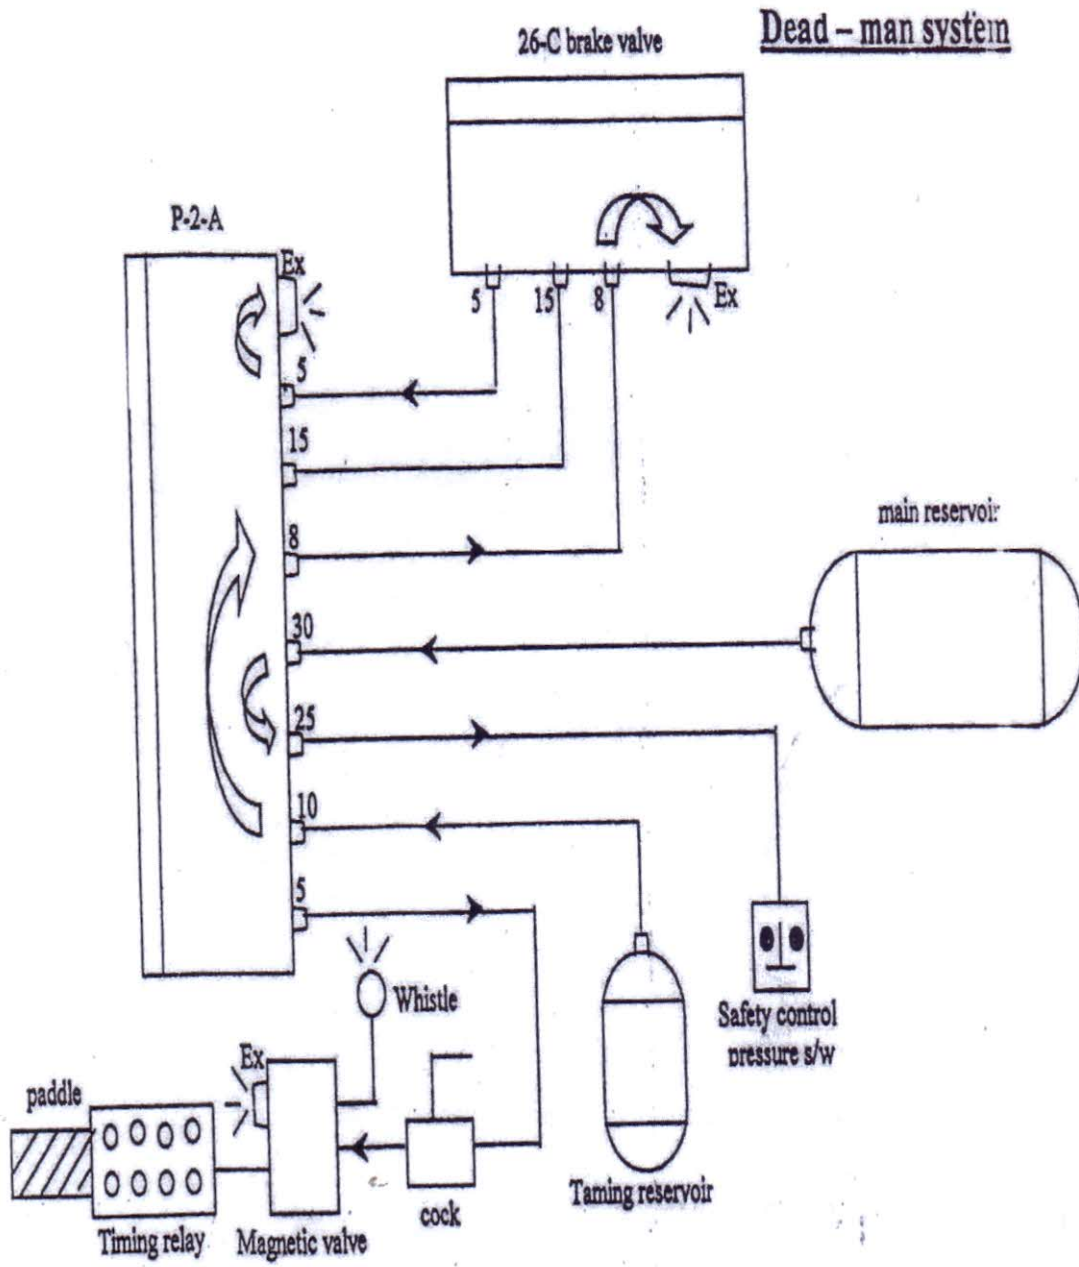 Dead – man system
26-C brake valve
P-2-A
Ex
5
15
8
Ex
5
15
8
30
25
10
5
main reservoir
Whistle
Safety control
pressure s/w
Ex
paddle
Timing relay
Magnetic valve
cock
Taming reservoir